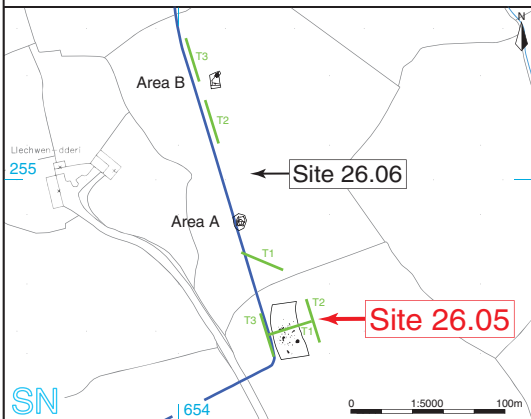 N
T3
Area B
T2
Llechwen-dderi
255
Site 26.06
Area A
T1
T2
T3
T1
Site 26.05
SN
654
0 1:5000 100m